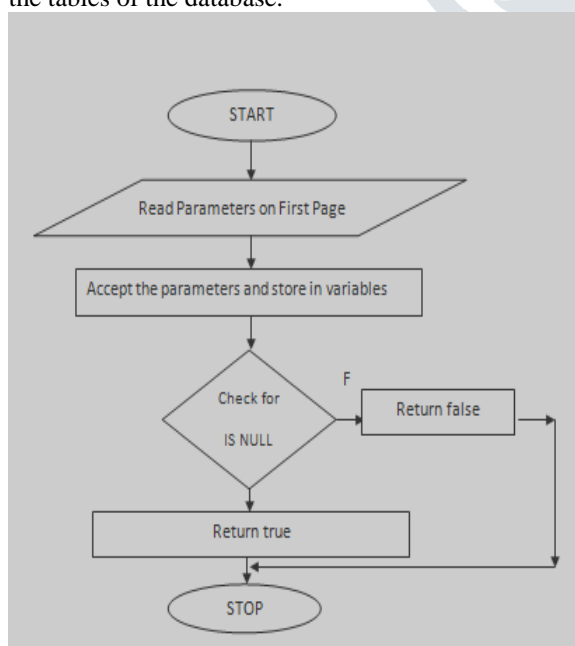 the tables of the database.
START
Read Parameters on First Page
Accept the parameters and store in variables
Check for
IS NULL
F
Return false
Return true
STOP